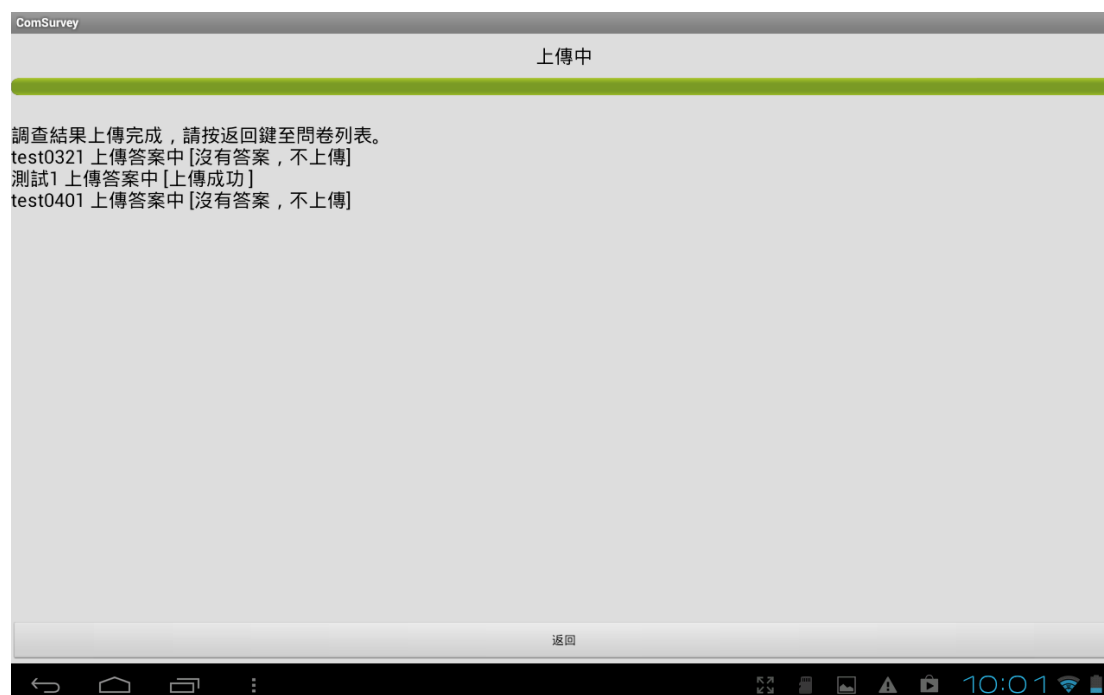 ComSurvey
上傳中
調查結果上傳完成，請按返回鍵至問卷列表。
test0321 上傳答案中 [沒有答案，不上傳]
測試1 上傳答案中 [上傳成功 ]
test0401 上傳答案中 [沒有答案，不上傳]
返回
10:01